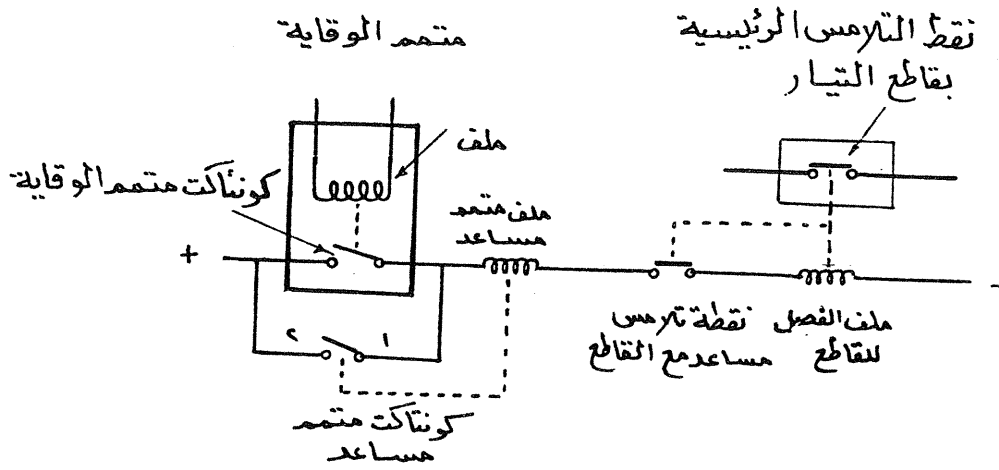 متمم الوقاية
نقط التلامس الرئيسية
بقاطع التيار
ملف
كونتاكت متمم الوقاية
ملف متمم
مساعد
+
-
٢
١
نقطة تلامس
مساعد مع القاطع
ملف الفصل
للقاطع
كونتاكت متمم
مساعد